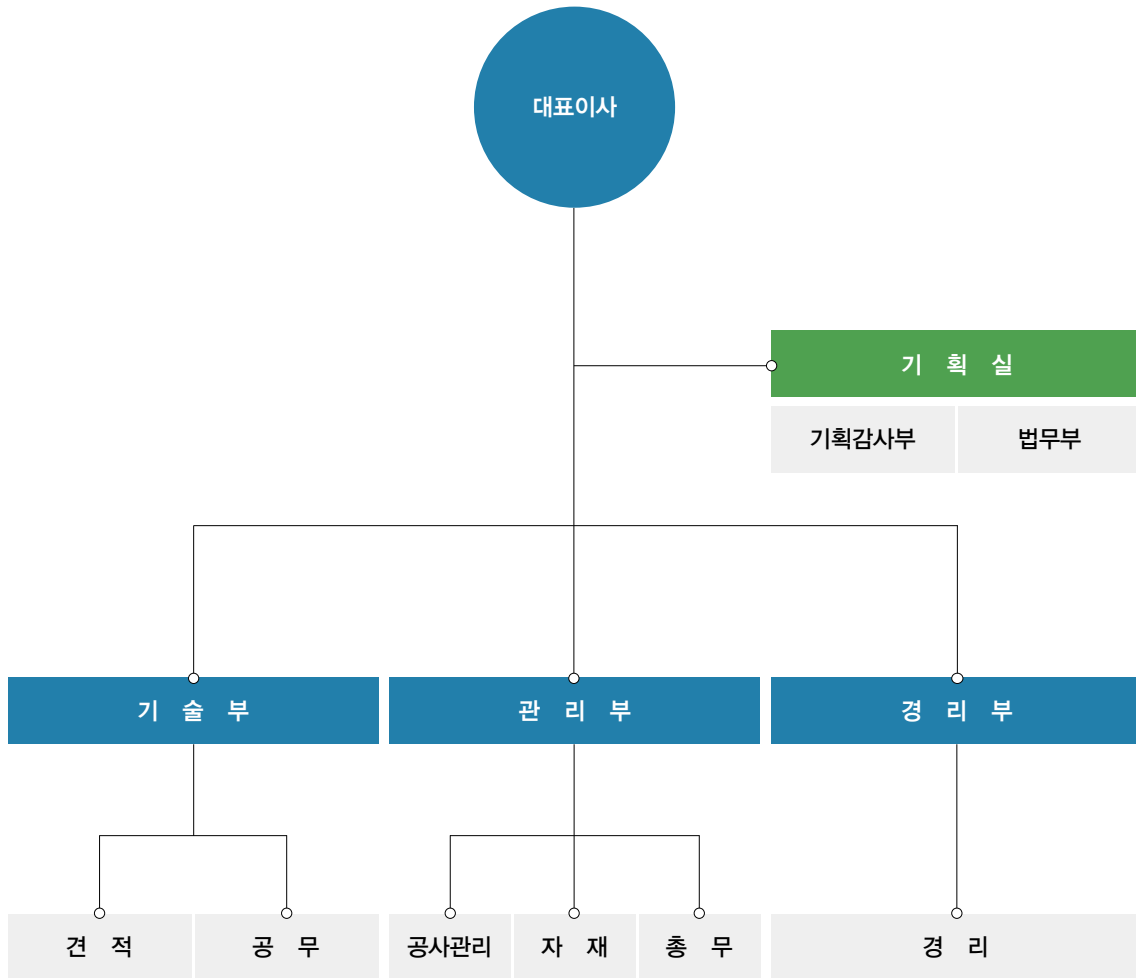 대표이사
기 획 실
기획감사부 법무부
기 술 부 관 리 부 경 리 부
견 적 공 무 공사관리 자 재 총 무 경 리